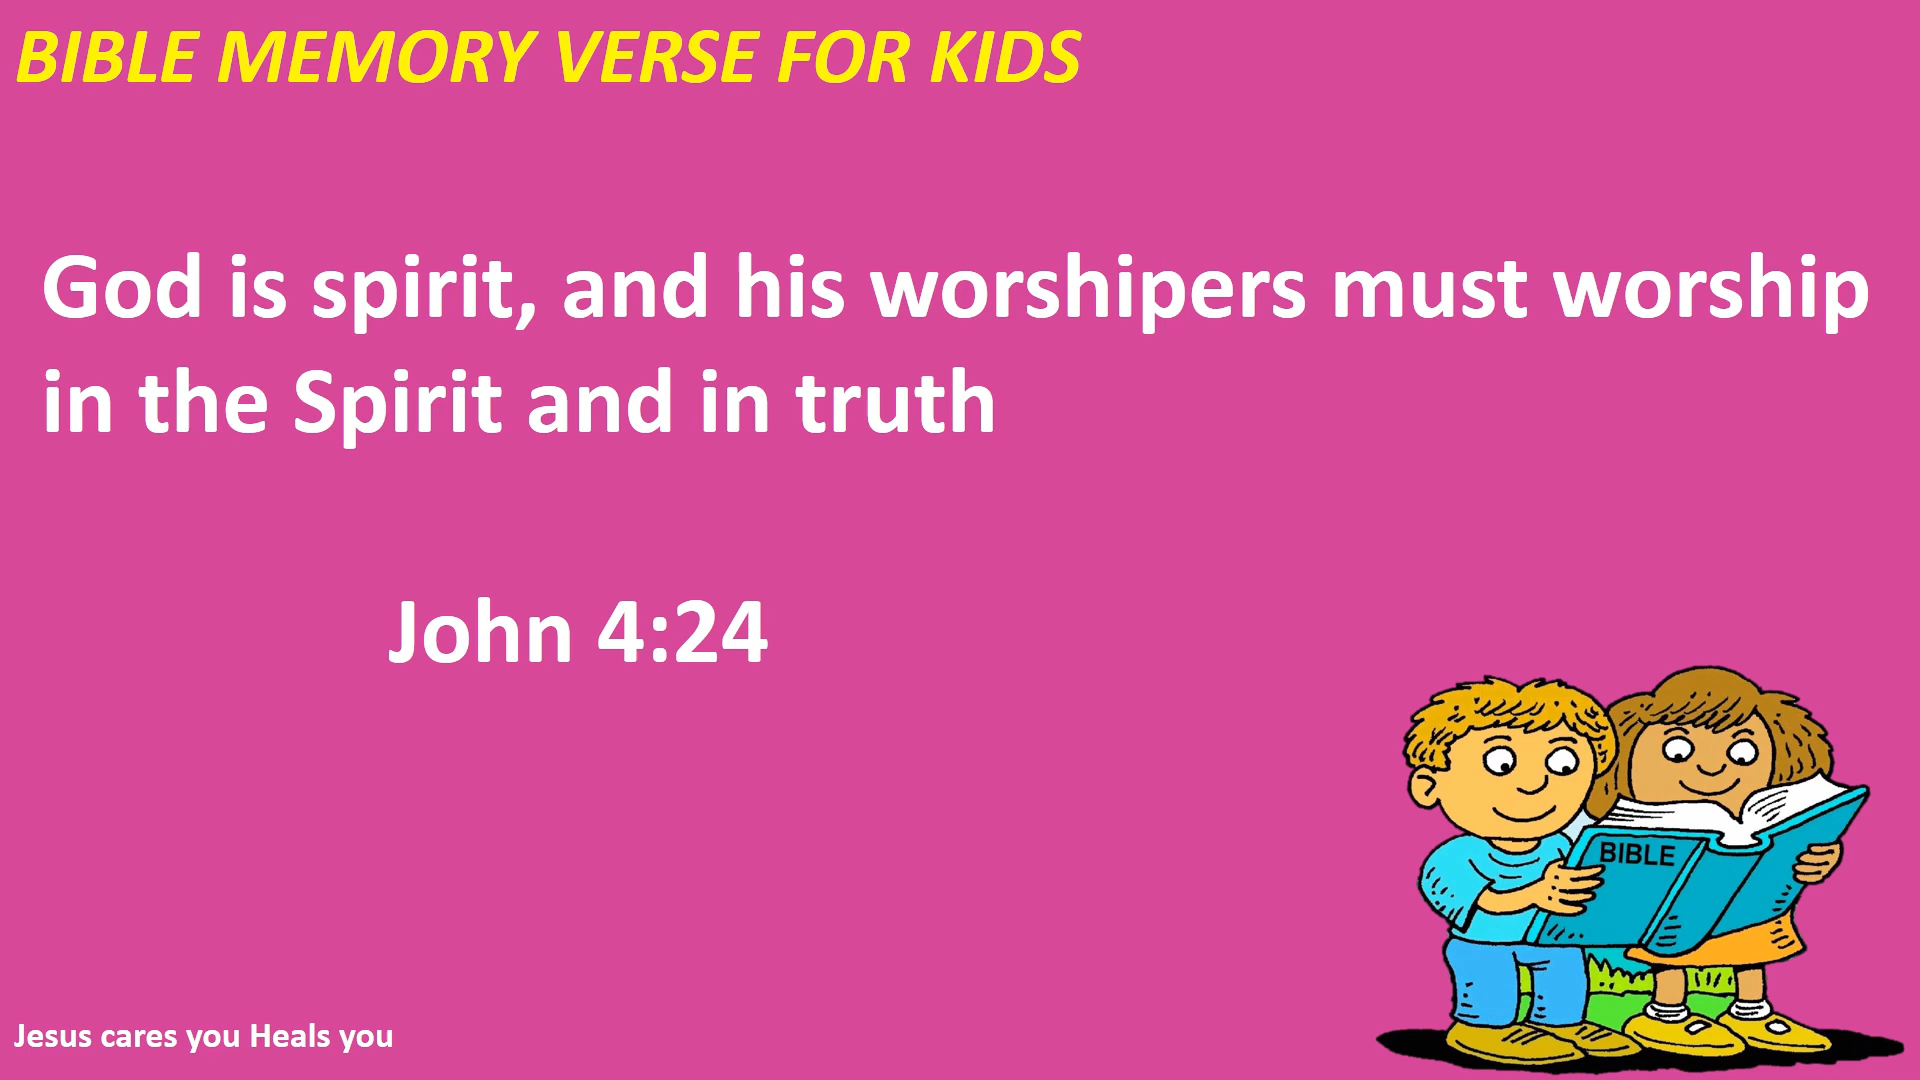 BIBLE MEMORY VERSE FOR KIDS
God is spirit, and his worshipers must worship
in the Spirit and in truth
John 4:24
BIBLE
Jesus cares you Heals you